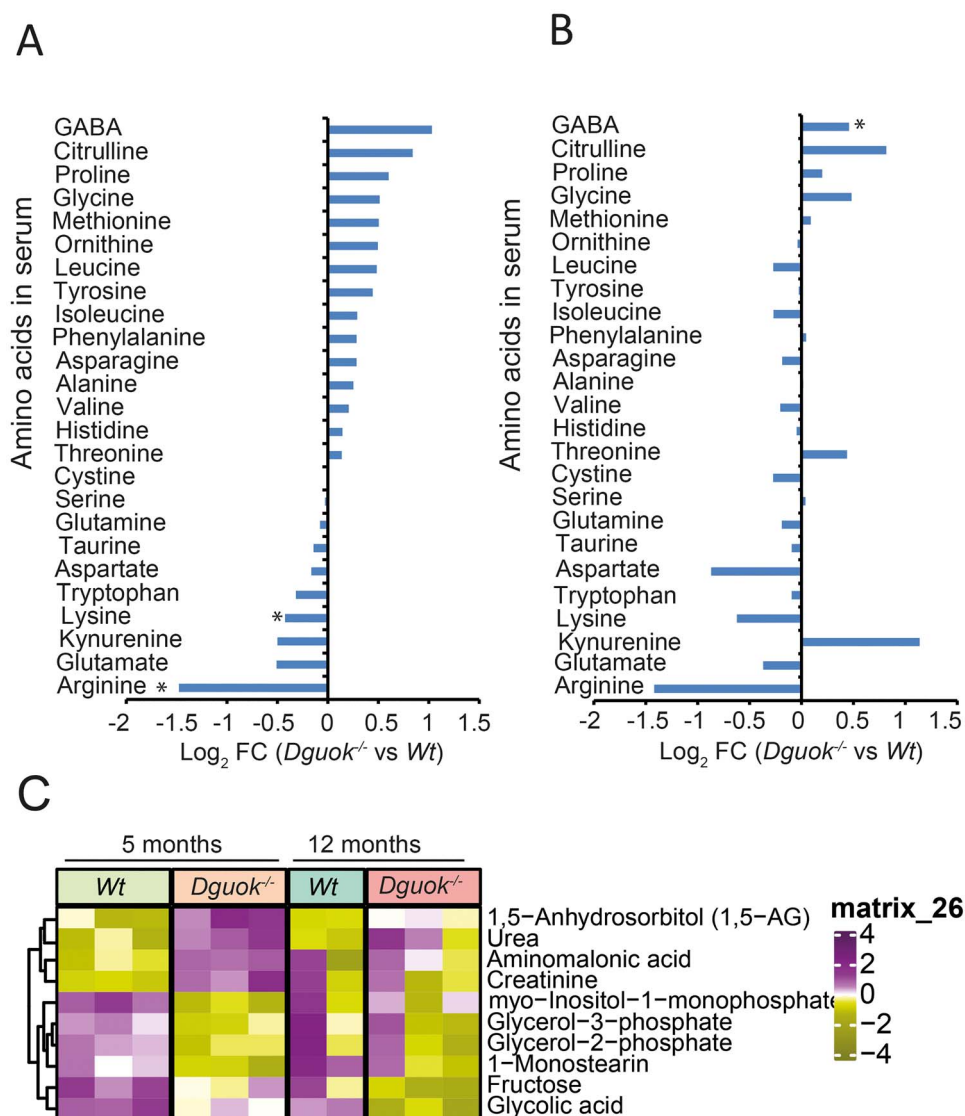 A
Amino acids in serum
GABA
Citrulline
Proline
Glycine
Methionine
Ornithine
Leucine
Tyrosine
Isoleucine
Phenylalanine
Asparagine
Alanine
Valine
Histidine
Threonine
Cystine
Serine
Glutamine
Taurine
Aspartate
Tryptophan
Lysine *
Kynurenine
Glutamate
Arginine *
-2 -1.5 -1 -0.5 0 0.5 1 1.5
Log2 FC (Dguok-/- vs Wt)
B
Amino acids in serum
GABA *
Citrulline
Proline
Glycine
Methionine
Ornithine
Leucine
Tyrosine
Isoleucine
Phenylalanine
Asparagine
Alanine
Valine
Histidine
Threonine
Cystine
Serine
Glutamine
Taurine
Aspartate
Tryptophan
Lysine
Kynurenine
Glutamate
Arginine
-2 -1.5 -1 -0.5 0 0.5 1 1.5
Log2 FC (Dguok-/- vs Wt)
C
5 months 12 months
Wt Dguok-/- Wt Dguok-/-
1,5−Anhydrosorbitol (1,5−AG)
Urea
Aminomalonic acid
Creatinine
myo−Inositol−1−monophosphate
Glycerol−3−phosphate
Glycerol−2−phosphate
1−Monostearin
Fructose
Glycolic acid
matrix_26
4
2
0
−2
−4